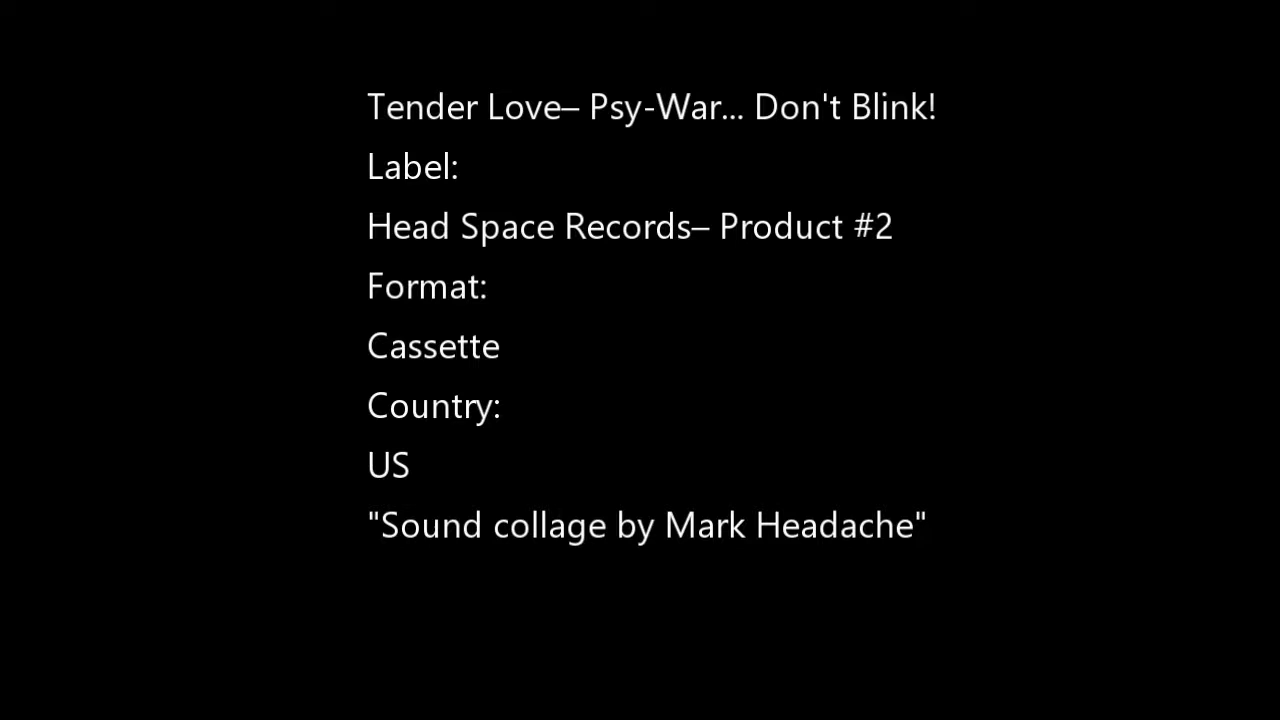 Tender Love– Psy-War... Don't Blink!
Label:
Head Space Records– Product #2
Format:
Cassette
Country:
US
"Sound collage by Mark Headache"